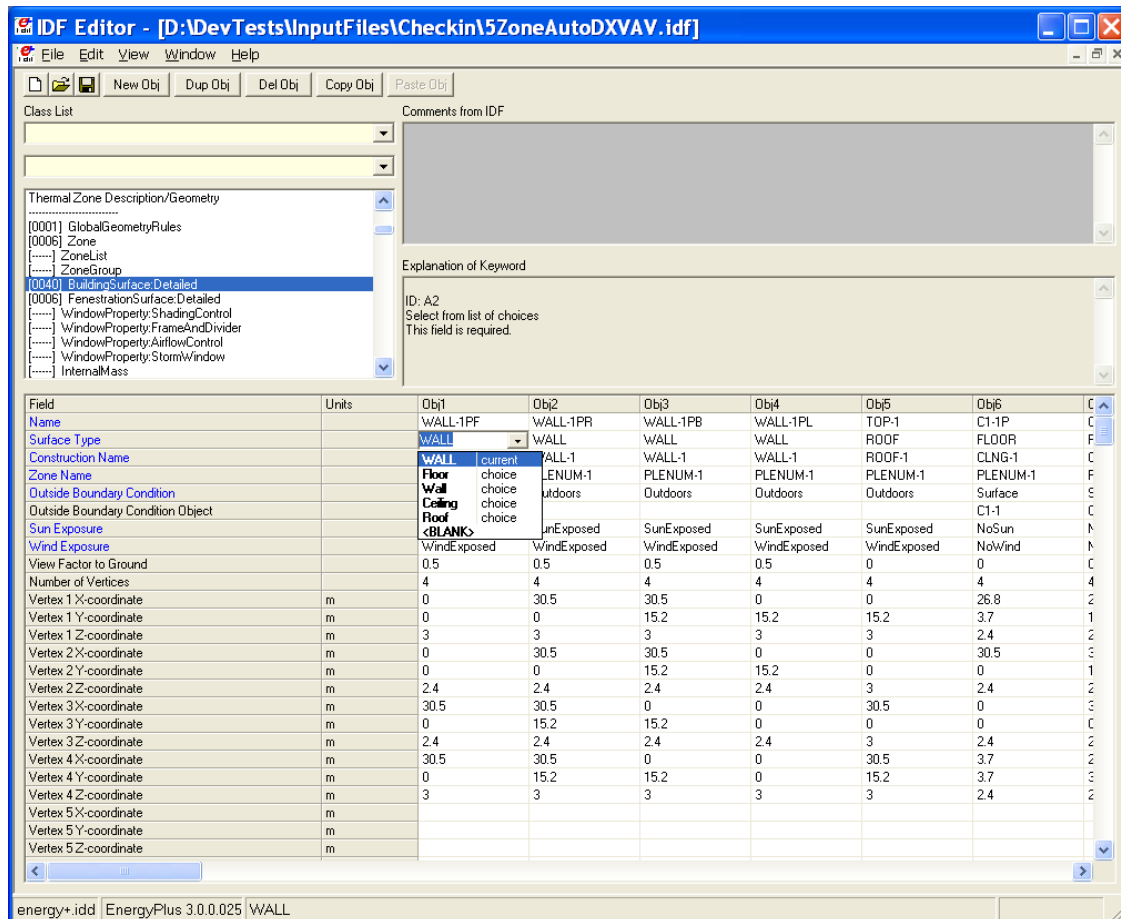 IDF Editor - [D:\DevTests\InputFiles\Checkin\5ZoneAutoDXVAV.idf]
File Edit View Window Help
New Obj Dup Obj Del Obj Copy Obj Paste Obj
Class List
Comments from IDF
Thermal Zone Description/Geometry
---------------------------
[0001] GlobalGeometryRules
[0006] Zone
[------] ZoneList
[------] ZoneGroup
[0040] BuildingSurface:Detailed
[0006] FenestrationSurface:Detailed
[------] WindowProperty:ShadingControl
[------] WindowProperty:FrameAndDivider
[------] WindowProperty:AirflowControl
[------] WindowProperty:StormWindow
[------] InternalMass
Explanation of Keyword
ID: A2
Select from list of choices
This field is required.
Field Units Obj1 Obj2 Obj3 Obj4 Obj5 Obj6
Name WALL-1PF WALL-1PR WALL-1PB WALL-1PL TOP-1 C1-1P
Surface Type WALL WALL WALL WALL ROOF FLOOR
Construction Name WALL-1 WALL-1 WALL-1 ROOF-1 CLNG-1
Zone Name PLENUM-1 PLENUM-1 PLENUM-1 PLENUM-1
Outside Boundary Condition Outdoors Outdoors Outdoors Surface
Outside Boundary Condition Object C1-1
Sun Exposure SunExposed SunExposed SunExposed NoSun
Wind Exposure WindExposed WindExposed WindExposed WindExposed WindExposed NoWind
WALL current
Floor choice
Wall choice
Ceiling choice
Roof choice
<BLANK>
View Factor to Ground 0.5 0.5 0.5 0.5 0 0
Number of Vertices 4 4 4 4 4 4
Vertex 1 X-coordinate m 0 30.5 30.5 0 0 26.8
Vertex 1 Y-coordinate m 0 0 15.2 15.2 15.2 3.7
Vertex 1 Z-coordinate m 3 3 3 3 3 2.4
Vertex 2 X-coordinate m 0 30.5 30.5 0 0 30.5
Vertex 2 Y-coordinate m 0 0 15.2 15.2 0 0
Vertex 2 Z-coordinate m 2.4 2.4 2.4 2.4 3 2.4
Vertex 3 X-coordinate m 30.5 30.5 0 0 30.5 0
Vertex 3 Y-coordinate m 0 15.2 15.2 0 0 0
Vertex 3 Z-coordinate m 2.4 2.4 2.4 2.4 3 2.4
Vertex 4 X-coordinate m 30.5 30.5 0 0 30.5 3.7
Vertex 4 Y-coordinate m 0 15.2 15.2 0 15.2 3.7
Vertex 4 Z-coordinate m 3 3 3 3 3 2.4
Vertex 5 X-coordinate m
Vertex 5 Y-coordinate m
Vertex 5 Z-coordinate m
energy+.idd EnergyPlus 3.0.0.025 WALL